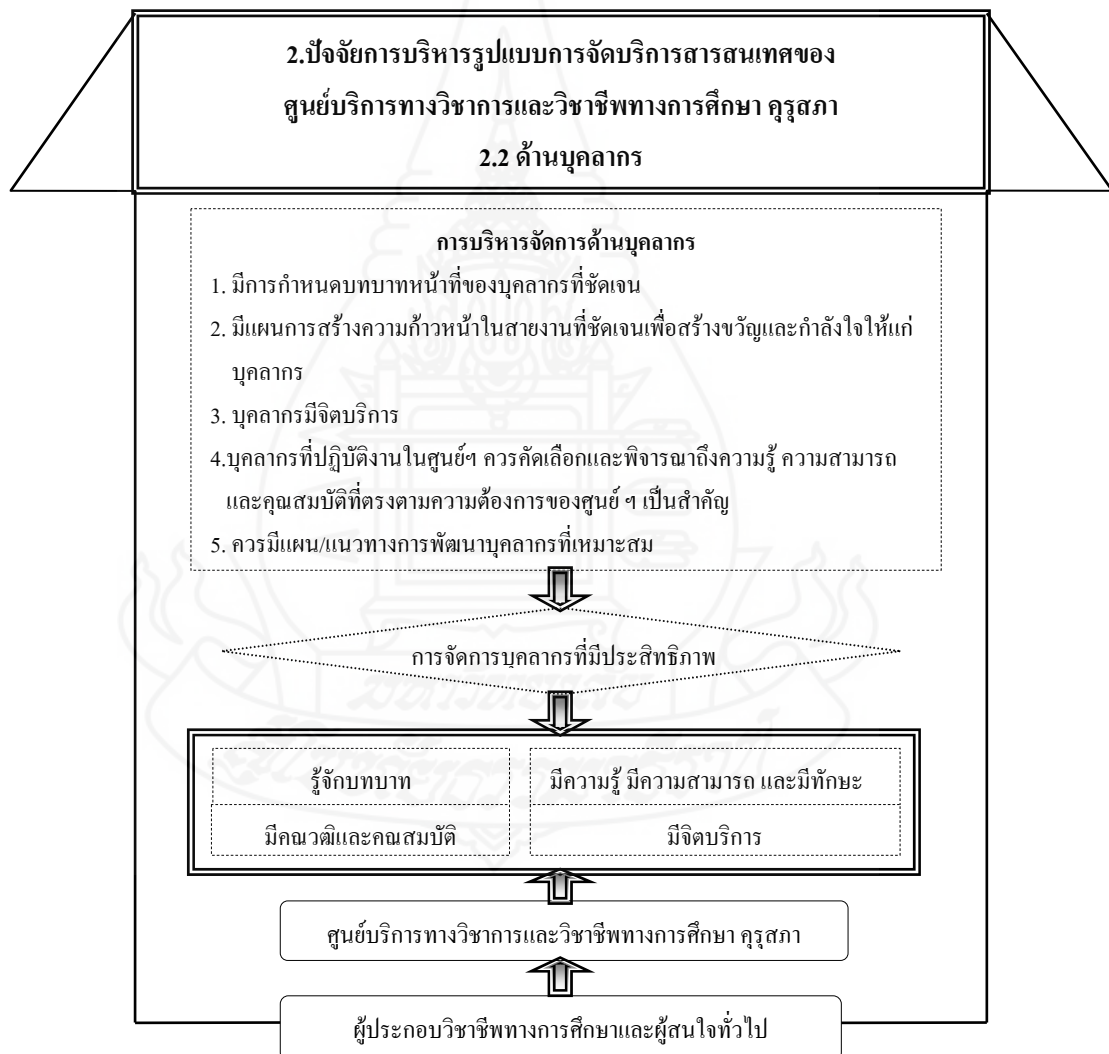 2.ปัจจัยการบริหารรูปแบบการจัดบริการสารสนเทศของ
ศูนย์บริการทางวิชาการและวิชาชีพทางการศึกษา คุรุสภา
2.2 ด้านบุคลากร
การบริหารจัดการด้านบุคลากร
1. มีการกำหนดบทบาทหน้าที่ของบุคลากรที่ชัดเจน
2. มีแผนการสร้างความก้าวหน้าในสายงานที่ชัดเจนเพื่อสร้างขวัญและกำลังใจให้แก่
บุคลากร
3. บุคลากรมีจิตบริการ
4.บุคลากรที่ปฏิบัติงานในศูนย์ฯ ควรคัดเลือกและพิจารณาถึงความรู้ ความสามารถ
และคุณสมบัติที่ตรงตามความต้องการของศูนย์ ฯ เป็นสำคัญ
5. ควรมีแผน/แนวทางการพัฒนาบุคลากรที่เหมาะสม
การจัดการบุคลากรที่มีประสิทธิภาพ
รู้จักบทบาท
มีความรู้ มีความสามารถ และมีทักษะ
มีคุณวุฒิและคุณสมบัติ
มีจิตบริการ
ศูนย์บริการทางวิชาการและวิชาชีพทางการศึกษา คุรุสภา
ผู้ประกอบวิชาชีพทางการศึกษาและผู้สนใจทั่วไป